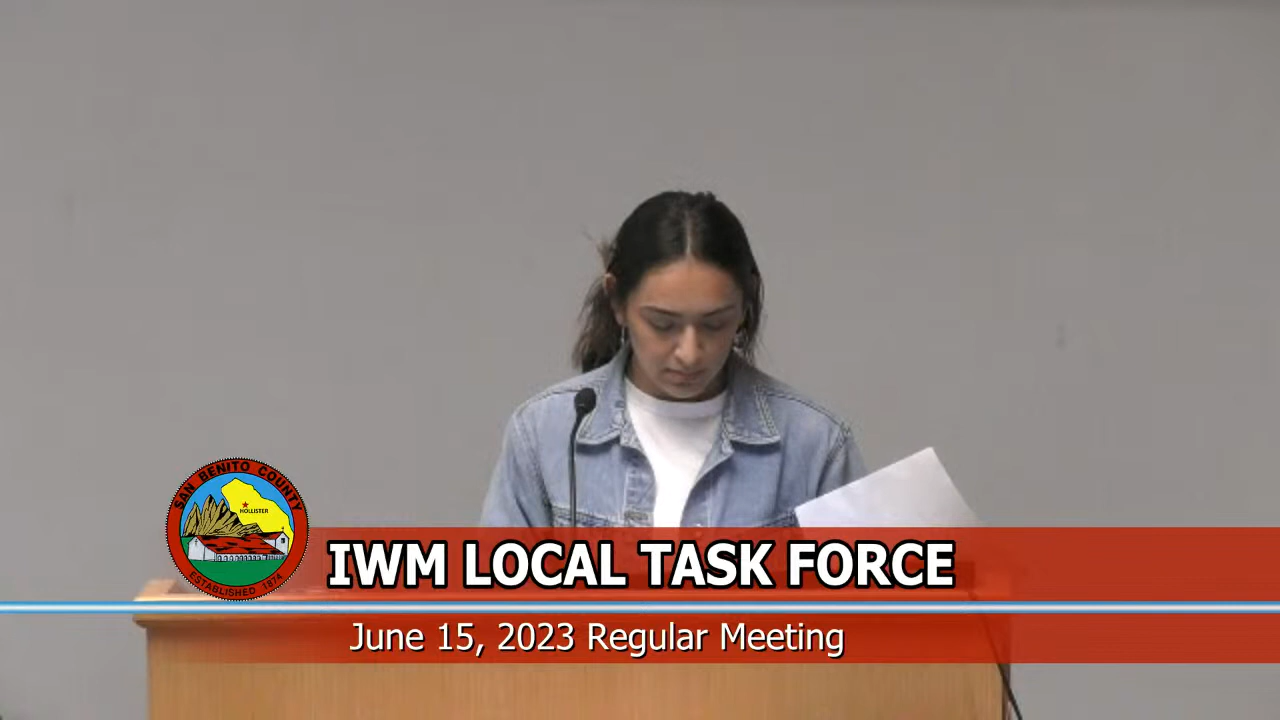 SAN BENITO COUNTY
HOLLISTER
ESTABLISHED 1874
IWM LOCAL TASK FORCE
June 15, 2023 Regular Meeting